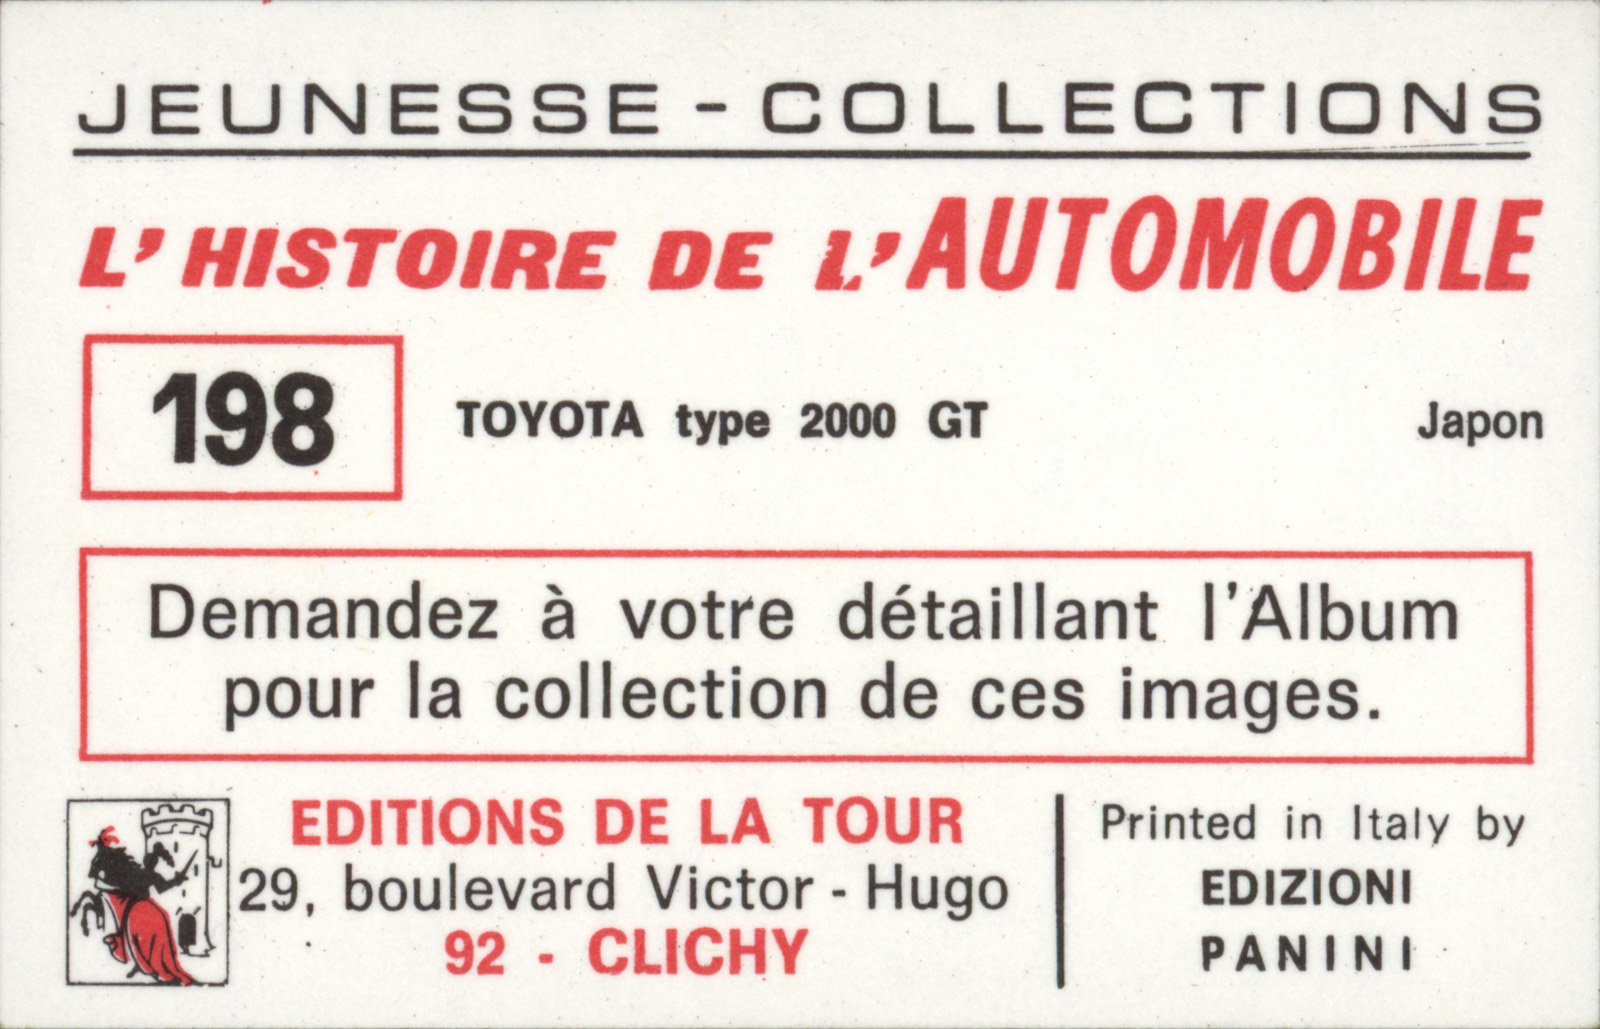 JEUNESSE - COLLECTIONS
L'HISTOIRE DE L'AUTOMOBILE
198 TOYOTA type 2000 GT Japon
Demandez à votre détaillant l'Album
pour la collection de ces images.
EDITIONS DE LA TOUR
29, boulevard Victor - Hugo
92 - CLICHY
Printed in Italy by
EDIZIONI
PANINI